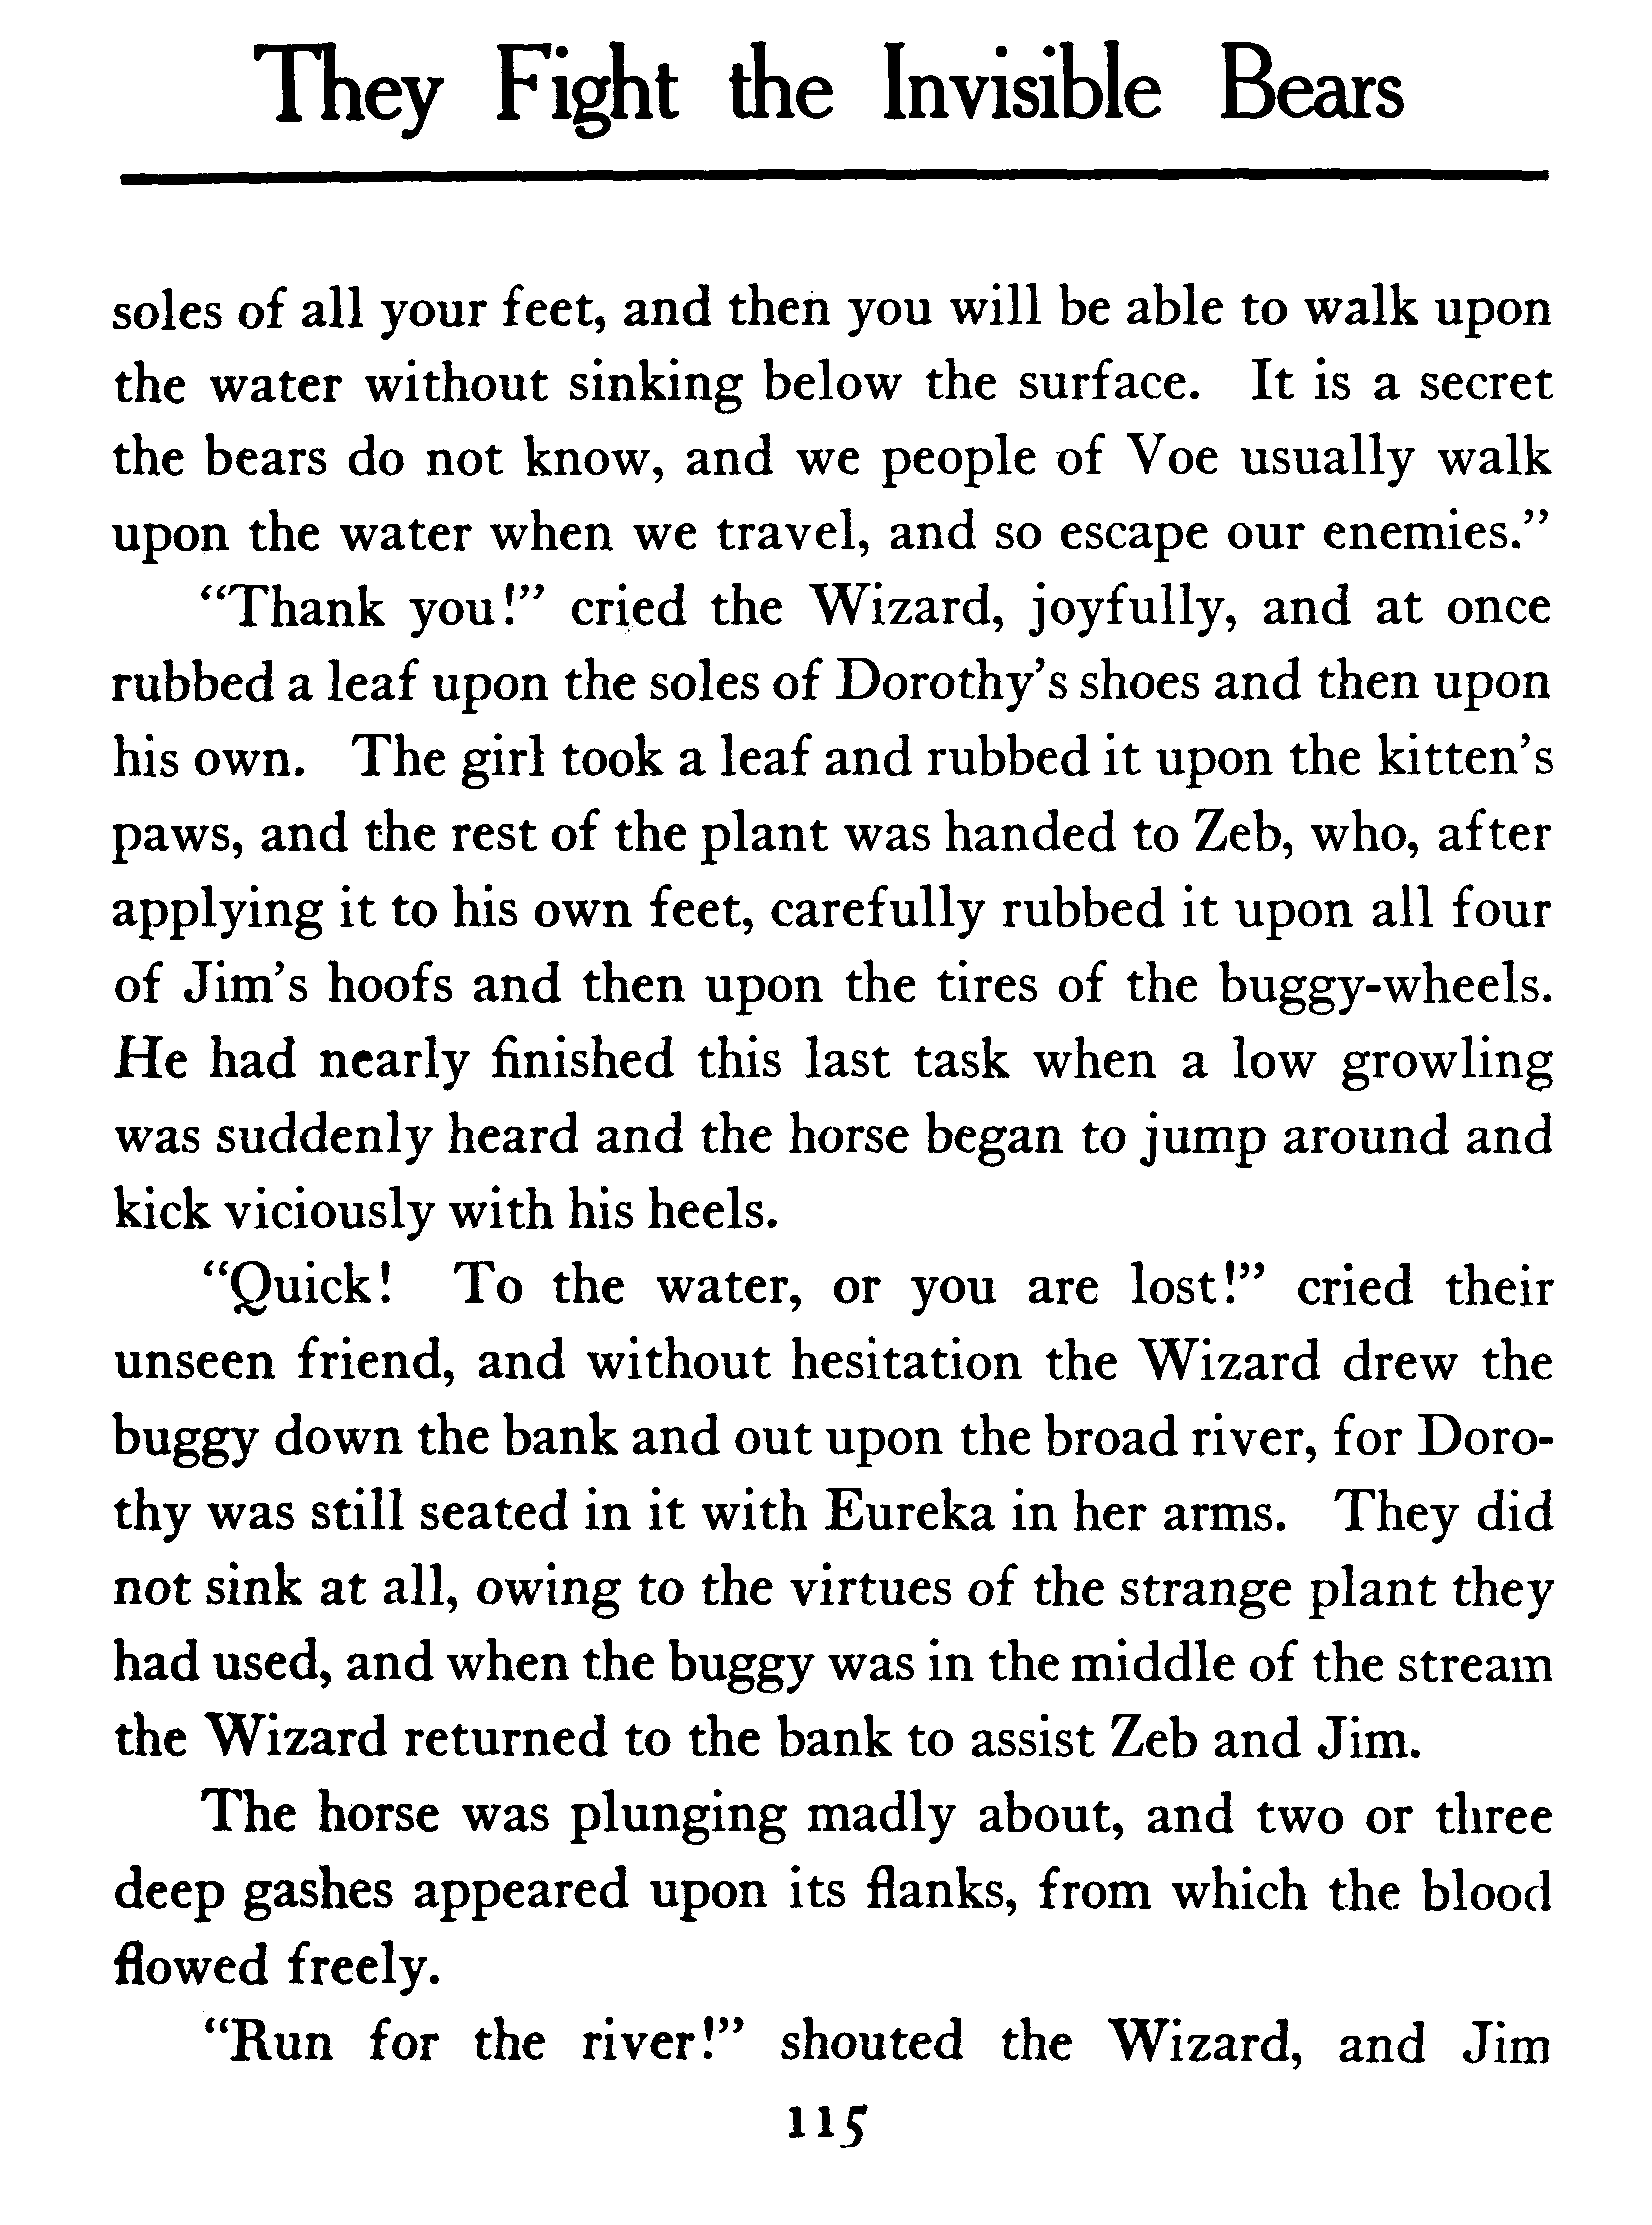 They Fight the Invisible Bears
soles of all your feet, and then you will be able to walk upon
the water without sinking below the surface. It is a secret
the bears do not know, and we people of Voe usually walk
upon the water when we travel, and so escape our enemies.”
“Thank you!” cried the Wizard, joyfully, and at once
rubbed a leaf upon the soles of Dorothy’s shoes and then upon
his own. The girl took a leaf and rubbed it upon the kitten’s
paws, and the rest of the plant was handed to Zeb, who, after
applying it to his own feet, carefully rubbed it upon all four
of Jim’s hoofs and then upon the tires of the buggy-wheels.
He had nearly finished this last task when a low growling
was suddenly heard and the horse began to jump around and
kick viciously with his heels.
“Quick! To the water, or you are lost!” cried their
unseen friend, and without hesitation the Wizard drew the
buggy down the bank and out upon the broad river, for Doro-
thy was still seated in it with Eureka in her arms. They did
not sink at all, owing to the virtues of the strange plant they
had used, and when the buggy was in the middle of the stream
the Wizard returned to the bank to assist Zeb and Jim.
The horse was plunging madly about, and two or three
deep gashes appeared upon its flanks, from which the blood
flowed freely.
“Run for the river!” shouted the Wizard, and Jim
115